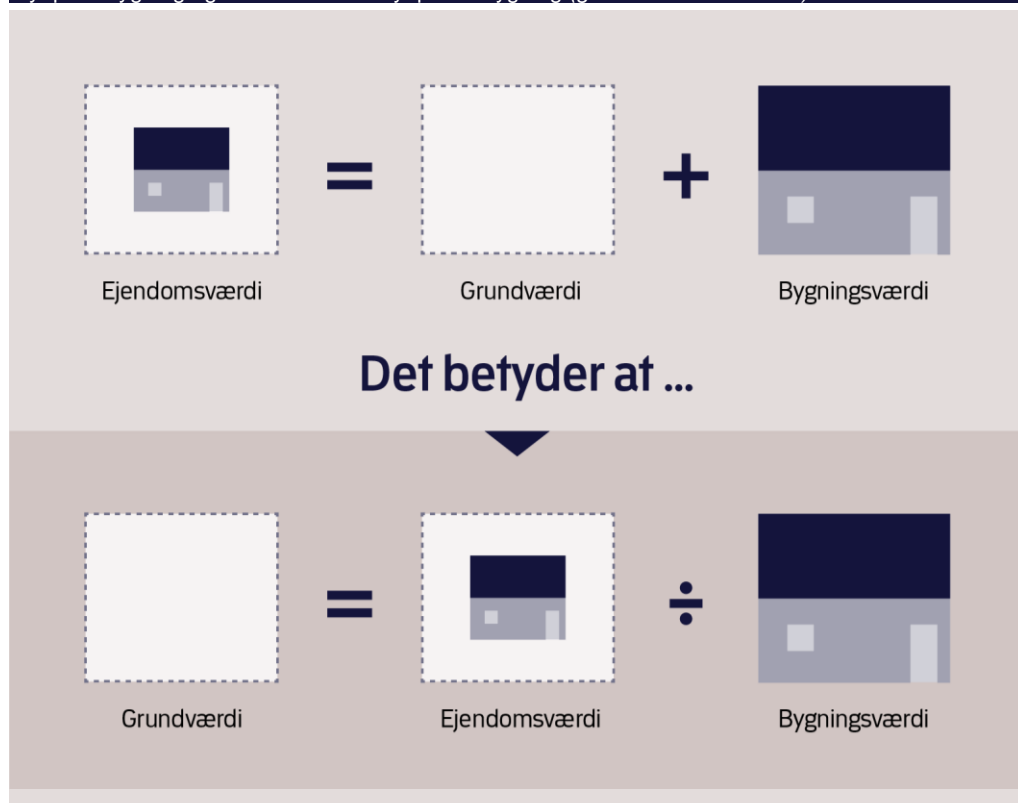 Ejendomsværdi = Grundværdi + Bygningsværdi
Det betyder at ...
Grundværdi = Ejendomsværdi ÷ Bygningsværdi